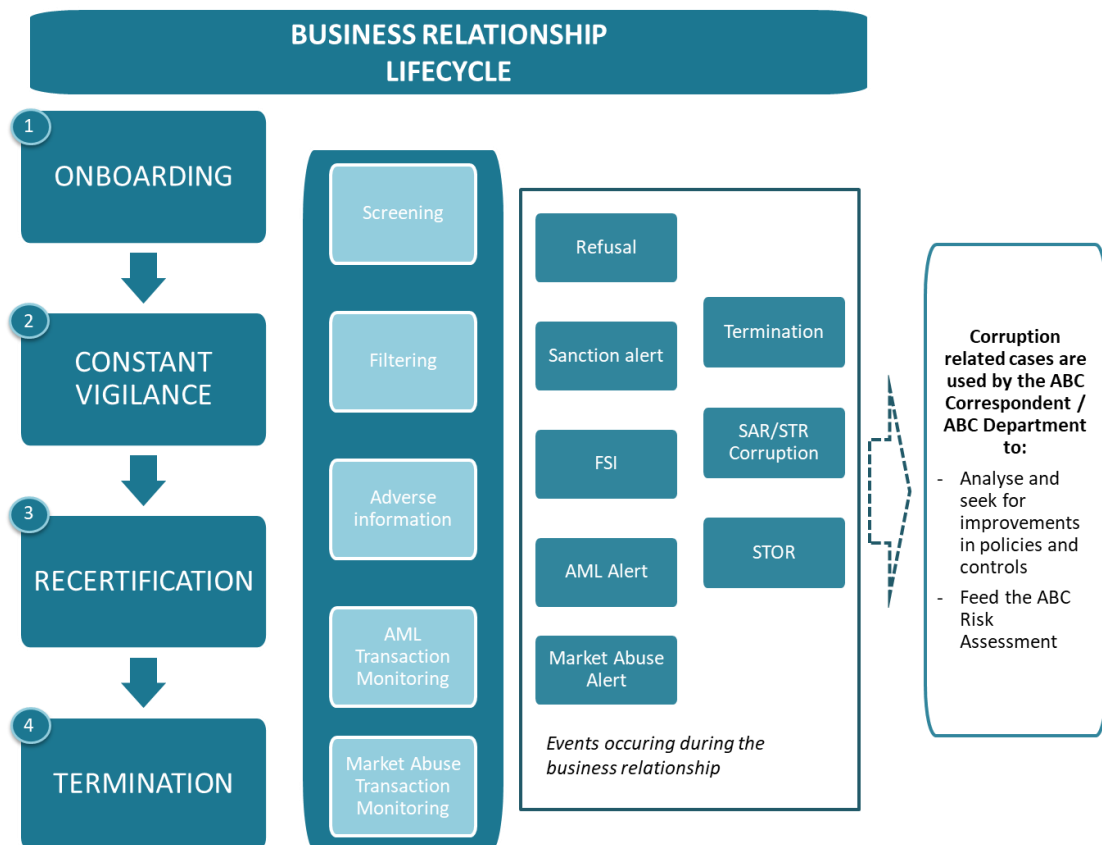 BUSINESS RELATIONSHIP
LIFECYCLE
1
ONBOARDING
2
CONSTANT
VIGILANCE
3
RECERTIFICATION
4
TERMINATION
Screening
Filtering
Adverse
information
AML
Transaction
Monitoring
Market Abuse
Transaction
Monitoring
Refusal
Sanction alert
FSI
AML Alert
Market Abuse
Alert
Termination
SAR/STR
Corruption
STOR
Events occuring during the
business relationship
Corruption
related cases are
used by the ABC
Correspondent /
ABC Department
to:
- Analyse and
seek for
improvements
in policies and
controls
- Feed the ABC
Risk
Assessment